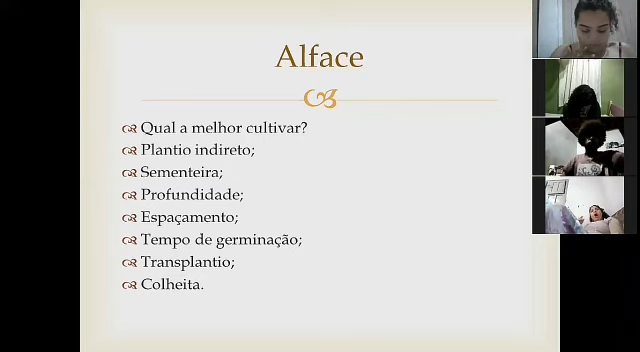 Alface
Qual a melhor cultivar?
Plantio indireto;
Sementeira;
Profundidade;
Espaçamento;
Tempo de germinação;
Transplantio;
Colheita.